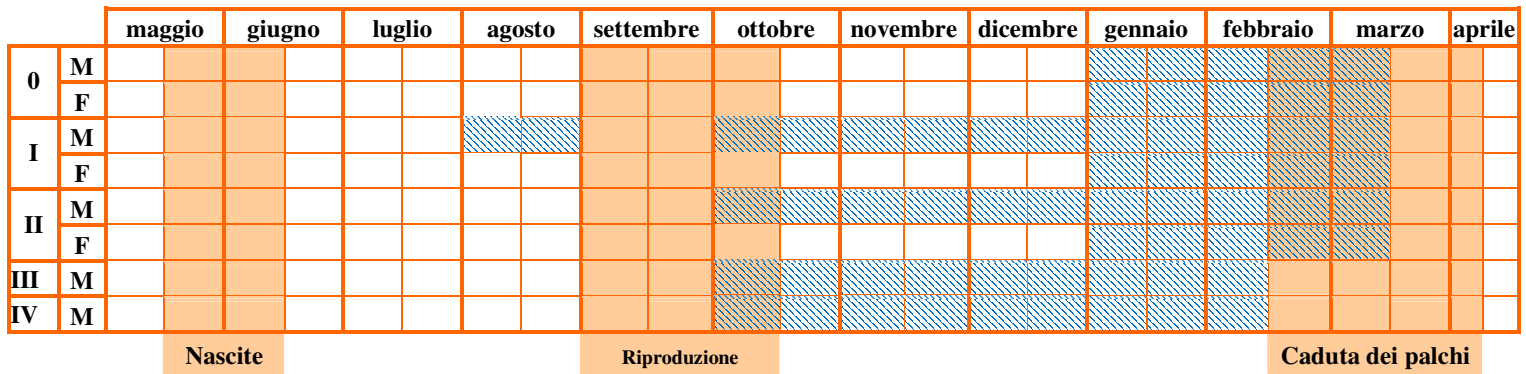 maggio giugno luglio agosto settembre ottobre novembre dicembre gennaio febbraio marzo aprile
0 M
F
I M
F
II M
F
III M
IV M
Nascite Riproduzione Caduta dei palchi